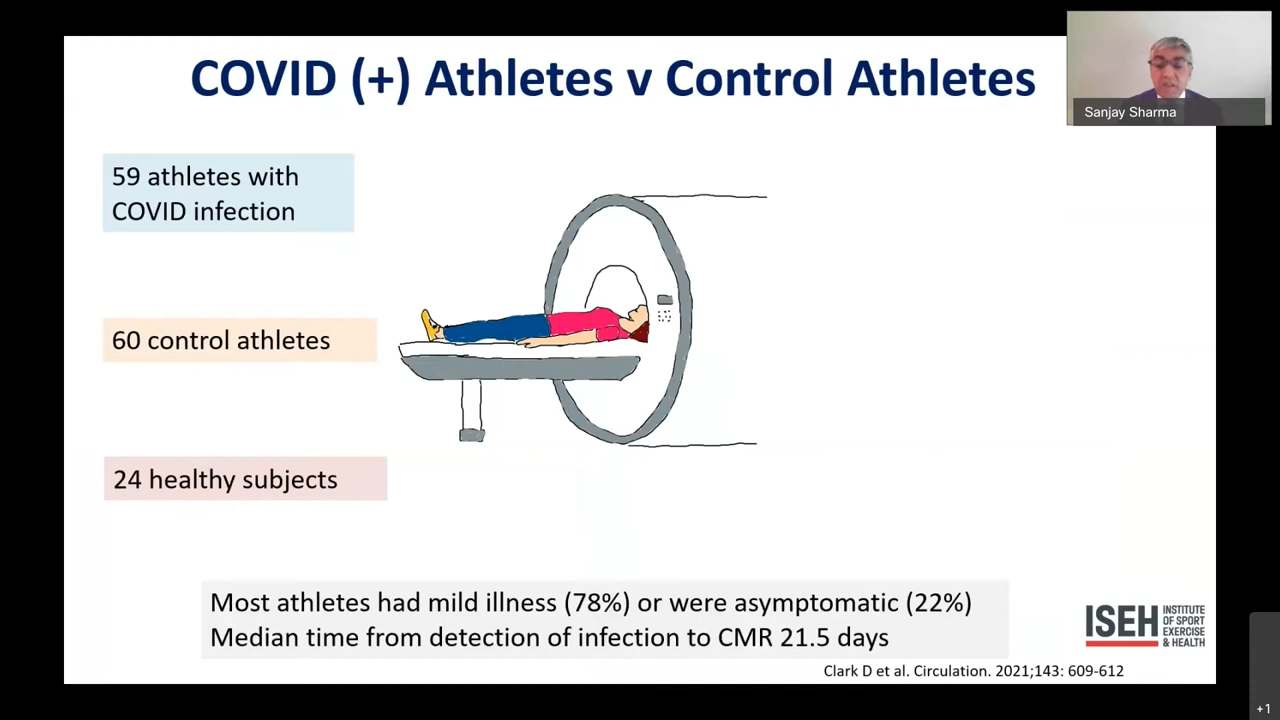 COVID (+) Athletes v Control Athletes
Sanjay Sharma
59 athletes with
COVID infection
60 control athletes
24 healthy subjects
Most athletes had mild illness (78%) or were asymptomatic (22%)
Median time from detection of infection to CMR 21.5 days
ISEH
INSTITUTE
OF SPORT
EXERCISE
& HEALTH
Clark D et al. Circulation. 2021;143: 609-612
+1